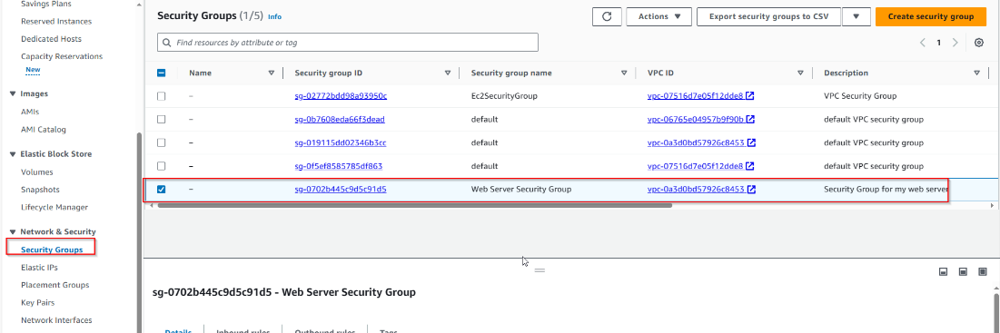 Savings Plans
Reserved Instances
Dedicated Hosts
Capacity Reservations
New
Images
AMIs
AMI Catalog
Elastic Block Store
Volumes
Snapshots
Lifecycle Manager
Network & Security
Security Groups
Elastic IPs
Placement Groups
Key Pairs
Network Interfaces
Security Groups (1/5) Info
Actions
Export security groups to CSV
Create security group
Find resources by attribute or tag
1
Name Security group ID Security group name VPC ID Description
– sg-02772bdd98a93950c Ec2SecurityGroup vpc-07516d7e05f12dde8 VPC Security Group
– sg-0b7608eda66f3dead default vpc-06765e04957b9f90b default VPC security group
– sg-019115dd02346b3cc default vpc-0a3d0bd57926c8453 default VPC security group
– sg-0f5ef8585785df863 default vpc-07516d7e05f12dde8 default VPC security group
– sg-0702b445c9d5c91d5 Web Server Security Group vpc-0a3d0bd57926c8453 Security Group for my web server
sg-0702b445c9d5c91d5 - Web Server Security Group
Details Inbound rules Outbound rules Tags